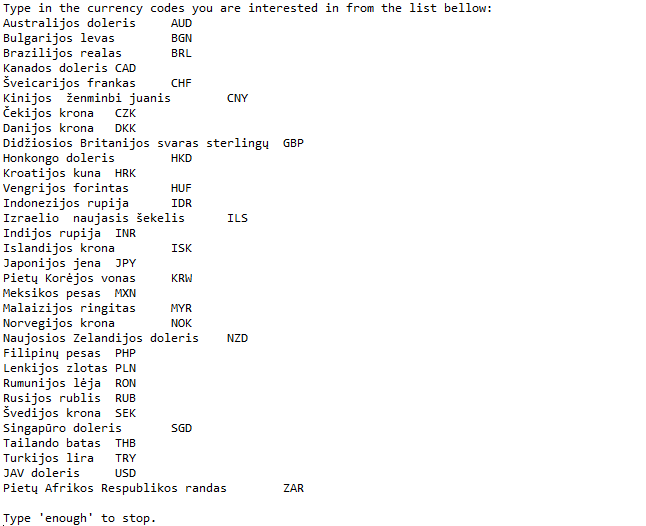 Type in the currency codes you are interested in from the list bellow:
Australijos doleris AUD
Bulgarijos levas BGN
Brazilijos realas BRL
Kanados doleris CAD
Šveicarijos frankas CHF
Kinijos ženminbi juanis CNY
Čekijos krona CZK
Danijos krona DKK
Didžiosios Britanijos svaras sterlingų GBP
Honkongo doleris HKD
Kroatijos kuna HRK
Vengrijos forintas HUF
Indonezijos rupija IDR
Izraelio naujasis šekelis ILS
Indijos rupija INR
Islandijos krona ISK
Japonijos jena JPY
Pietų Korėjos vonas KRW
Meksikos pesas MXN
Malaizijos ringitas MYR
Norvegijos krona NOK
Naujosios Zelandijos doleris NZD
Filipinų pesas PHP
Lenkijos zlotas PLN
Rumunijos lėja RON
Rusijos rublis RUB
Švedijos krona SEK
Singapūro doleris SGD
Tailando batas THB
Turkijos lira TRY
JAV doleris USD
Pietų Afrikos Respublikos randas ZAR
Type 'enough' to stop.